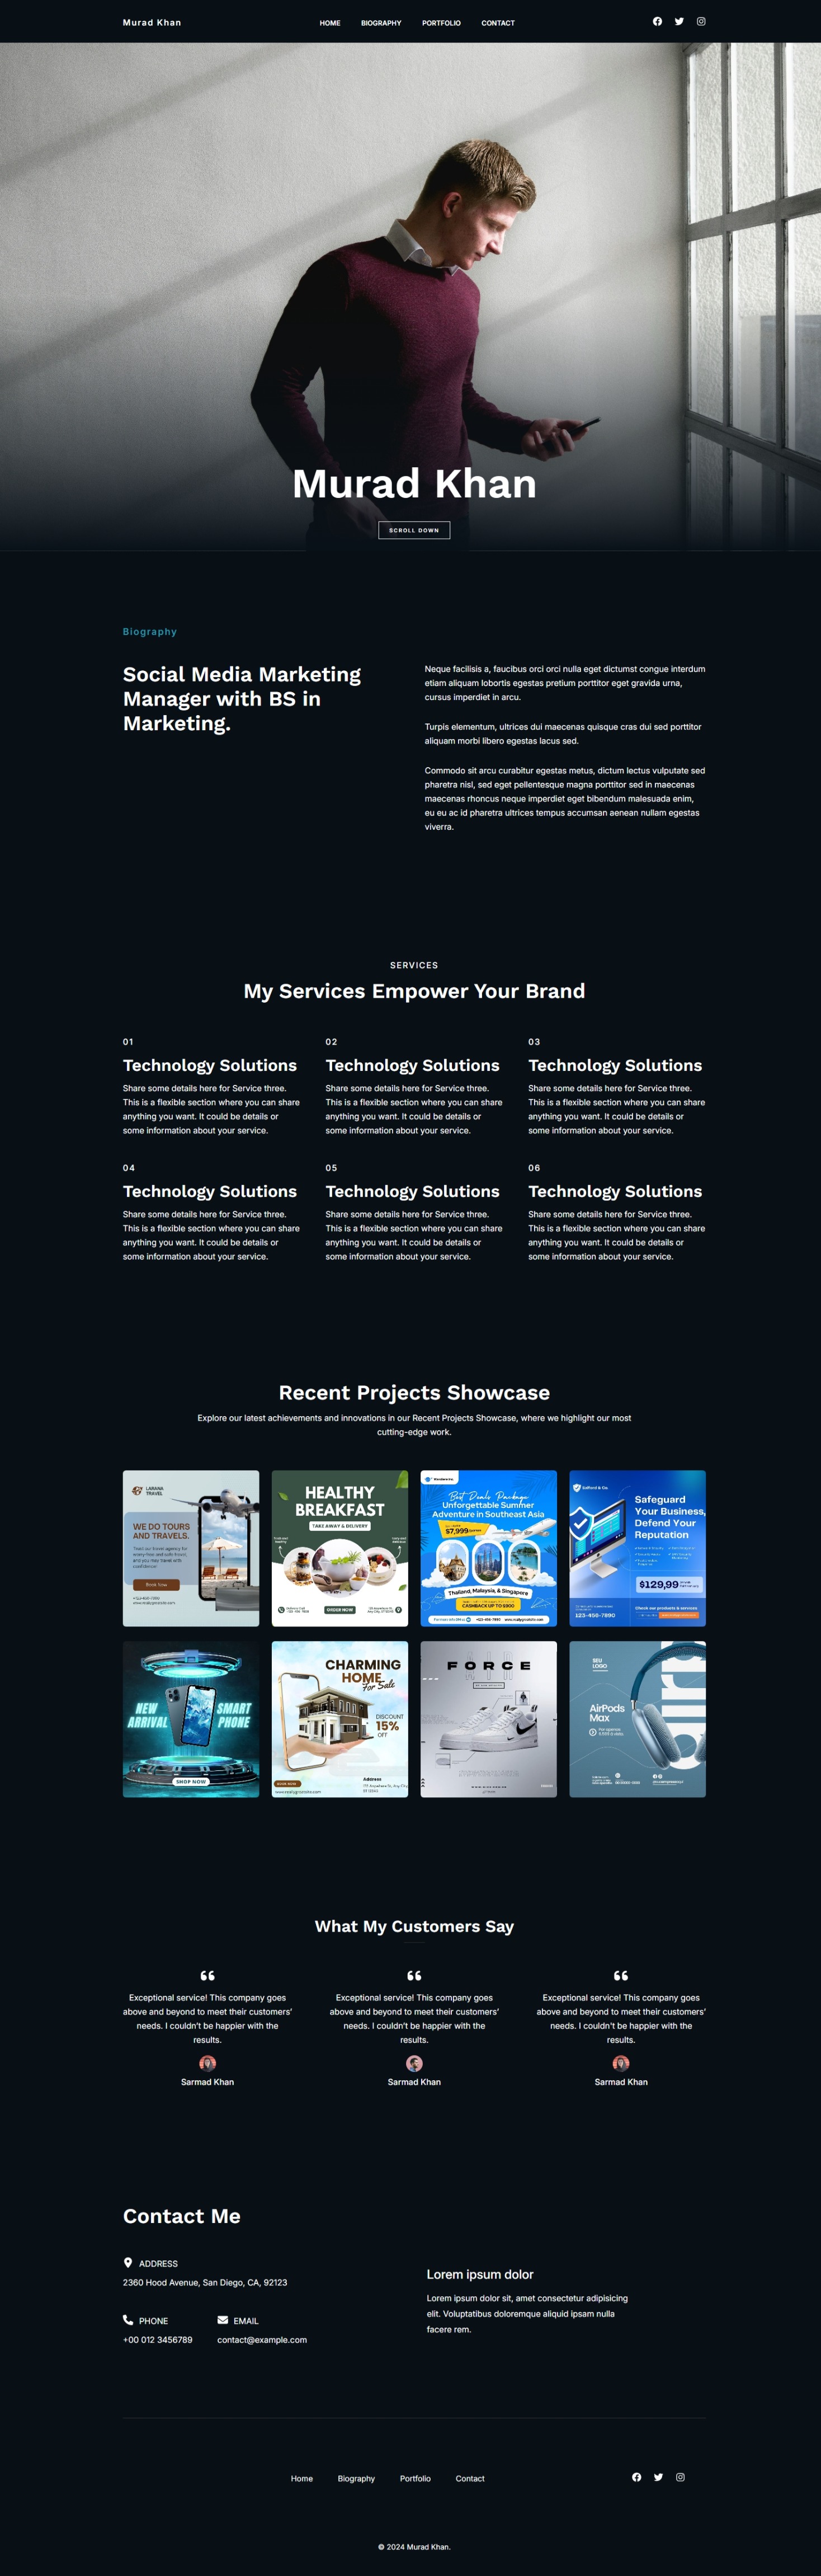 Murad Khan
HOME BIOGRAPHY PORTFOLIO CONTACT
Murad Khan
SCROLL DOWN
Biography
Social Media Marketing
Manager with BS in
Marketing.
Neque facilisis a, faucibus orci orci nulla eget dictumst congue interdum
etiam aliquam lobortis egestas pretium porttitor eget gravida urna,
cursus imperdiet in arcu.
Turpis elementum, ultrices dui maecenas quisque cras dui sed porttitor
aliquam morbi libero egestas lacus sed.
Commodo sit arcu curabitur egestas metus, dictum lectus vulputate sed
pharetra nisl, sed eget pellentesque magna porttitor sed in maecenas
maecenas rhoncus neque imperdiet eget bibendum malesuada enim,
eu eu ac id pharetra ultrices tempus accumsan aenean nullam egestas
viverra.
SERVICES
My Services Empower Your Brand
01
Technology Solutions
Share some details here for Service three.
This is a flexible section where you can share
anything you want. It could be details or
some information about your service.
02
Technology Solutions
Share some details here for Service three.
This is a flexible section where you can share
anything you want. It could be details or
some information about your service.
03
Technology Solutions
Share some details here for Service three.
This is a flexible section where you can share
anything you want. It could be details or
some information about your service.
04
Technology Solutions
Share some details here for Service three.
This is a flexible section where you can share
anything you want. It could be details or
some information about your service.
05
Technology Solutions
Share some details here for Service three.
This is a flexible section where you can share
anything you want. It could be details or
some information about your service.
06
Technology Solutions
Share some details here for Service three.
This is a flexible section where you can share
anything you want. It could be details or
some information about your service.
Recent Projects Showcase
Explore our latest achievements and innovations in our Recent Projects Showcase, where we highlight our most
cutting-edge work.
LARANA
TRAVEL
WE DO TOURS
AND TRAVELS.
Book Now
HEALTHY
BREAKFAST
TAKE AWAY & DELIVERY
ORDER NOW
Best Deals Package
Unforgettable Summer
Adventure in Southeast Asia
$7,999
Thailand, Malaysia, & Singapore
CASHBACK UP TO $900
Salford & Co.
Safeguard
Your Business,
Defend Your
Reputation
$129,99
123-456-7890
Check our products & services
NEW
ARRIVAL
SMART
PHONE
SHOP NOW
CHARMING
HOME
For Sale
DISCOUNT
15%
OFF
BOOK NOW
Address
FORCE
SEU
LOGO
AirPods
Max
What My Customers Say
Exceptional service! This company goes
above and beyond to meet their customers'
needs. I couldn't be happier with the
results.
Sarmad Khan
Exceptional service! This company goes
above and beyond to meet their customers'
needs. I couldn't be happier with the
results.
Sarmad Khan
Exceptional service! This company goes
above and beyond to meet their customers'
needs. I couldn't be happier with the
results.
Sarmad Khan
Contact Me
ADDRESS
2360 Hood Avenue, San Diego, CA, 92123
PHONE
+00 012 3456789
EMAIL
contact@example.com
Lorem ipsum dolor
Lorem ipsum dolor sit, amet consectetur adipisicing
elit. Voluptatibus doloremque aliquid ipsam nulla
facere rem.
Home Biography Portfolio Contact
© 2024 Murad Khan.